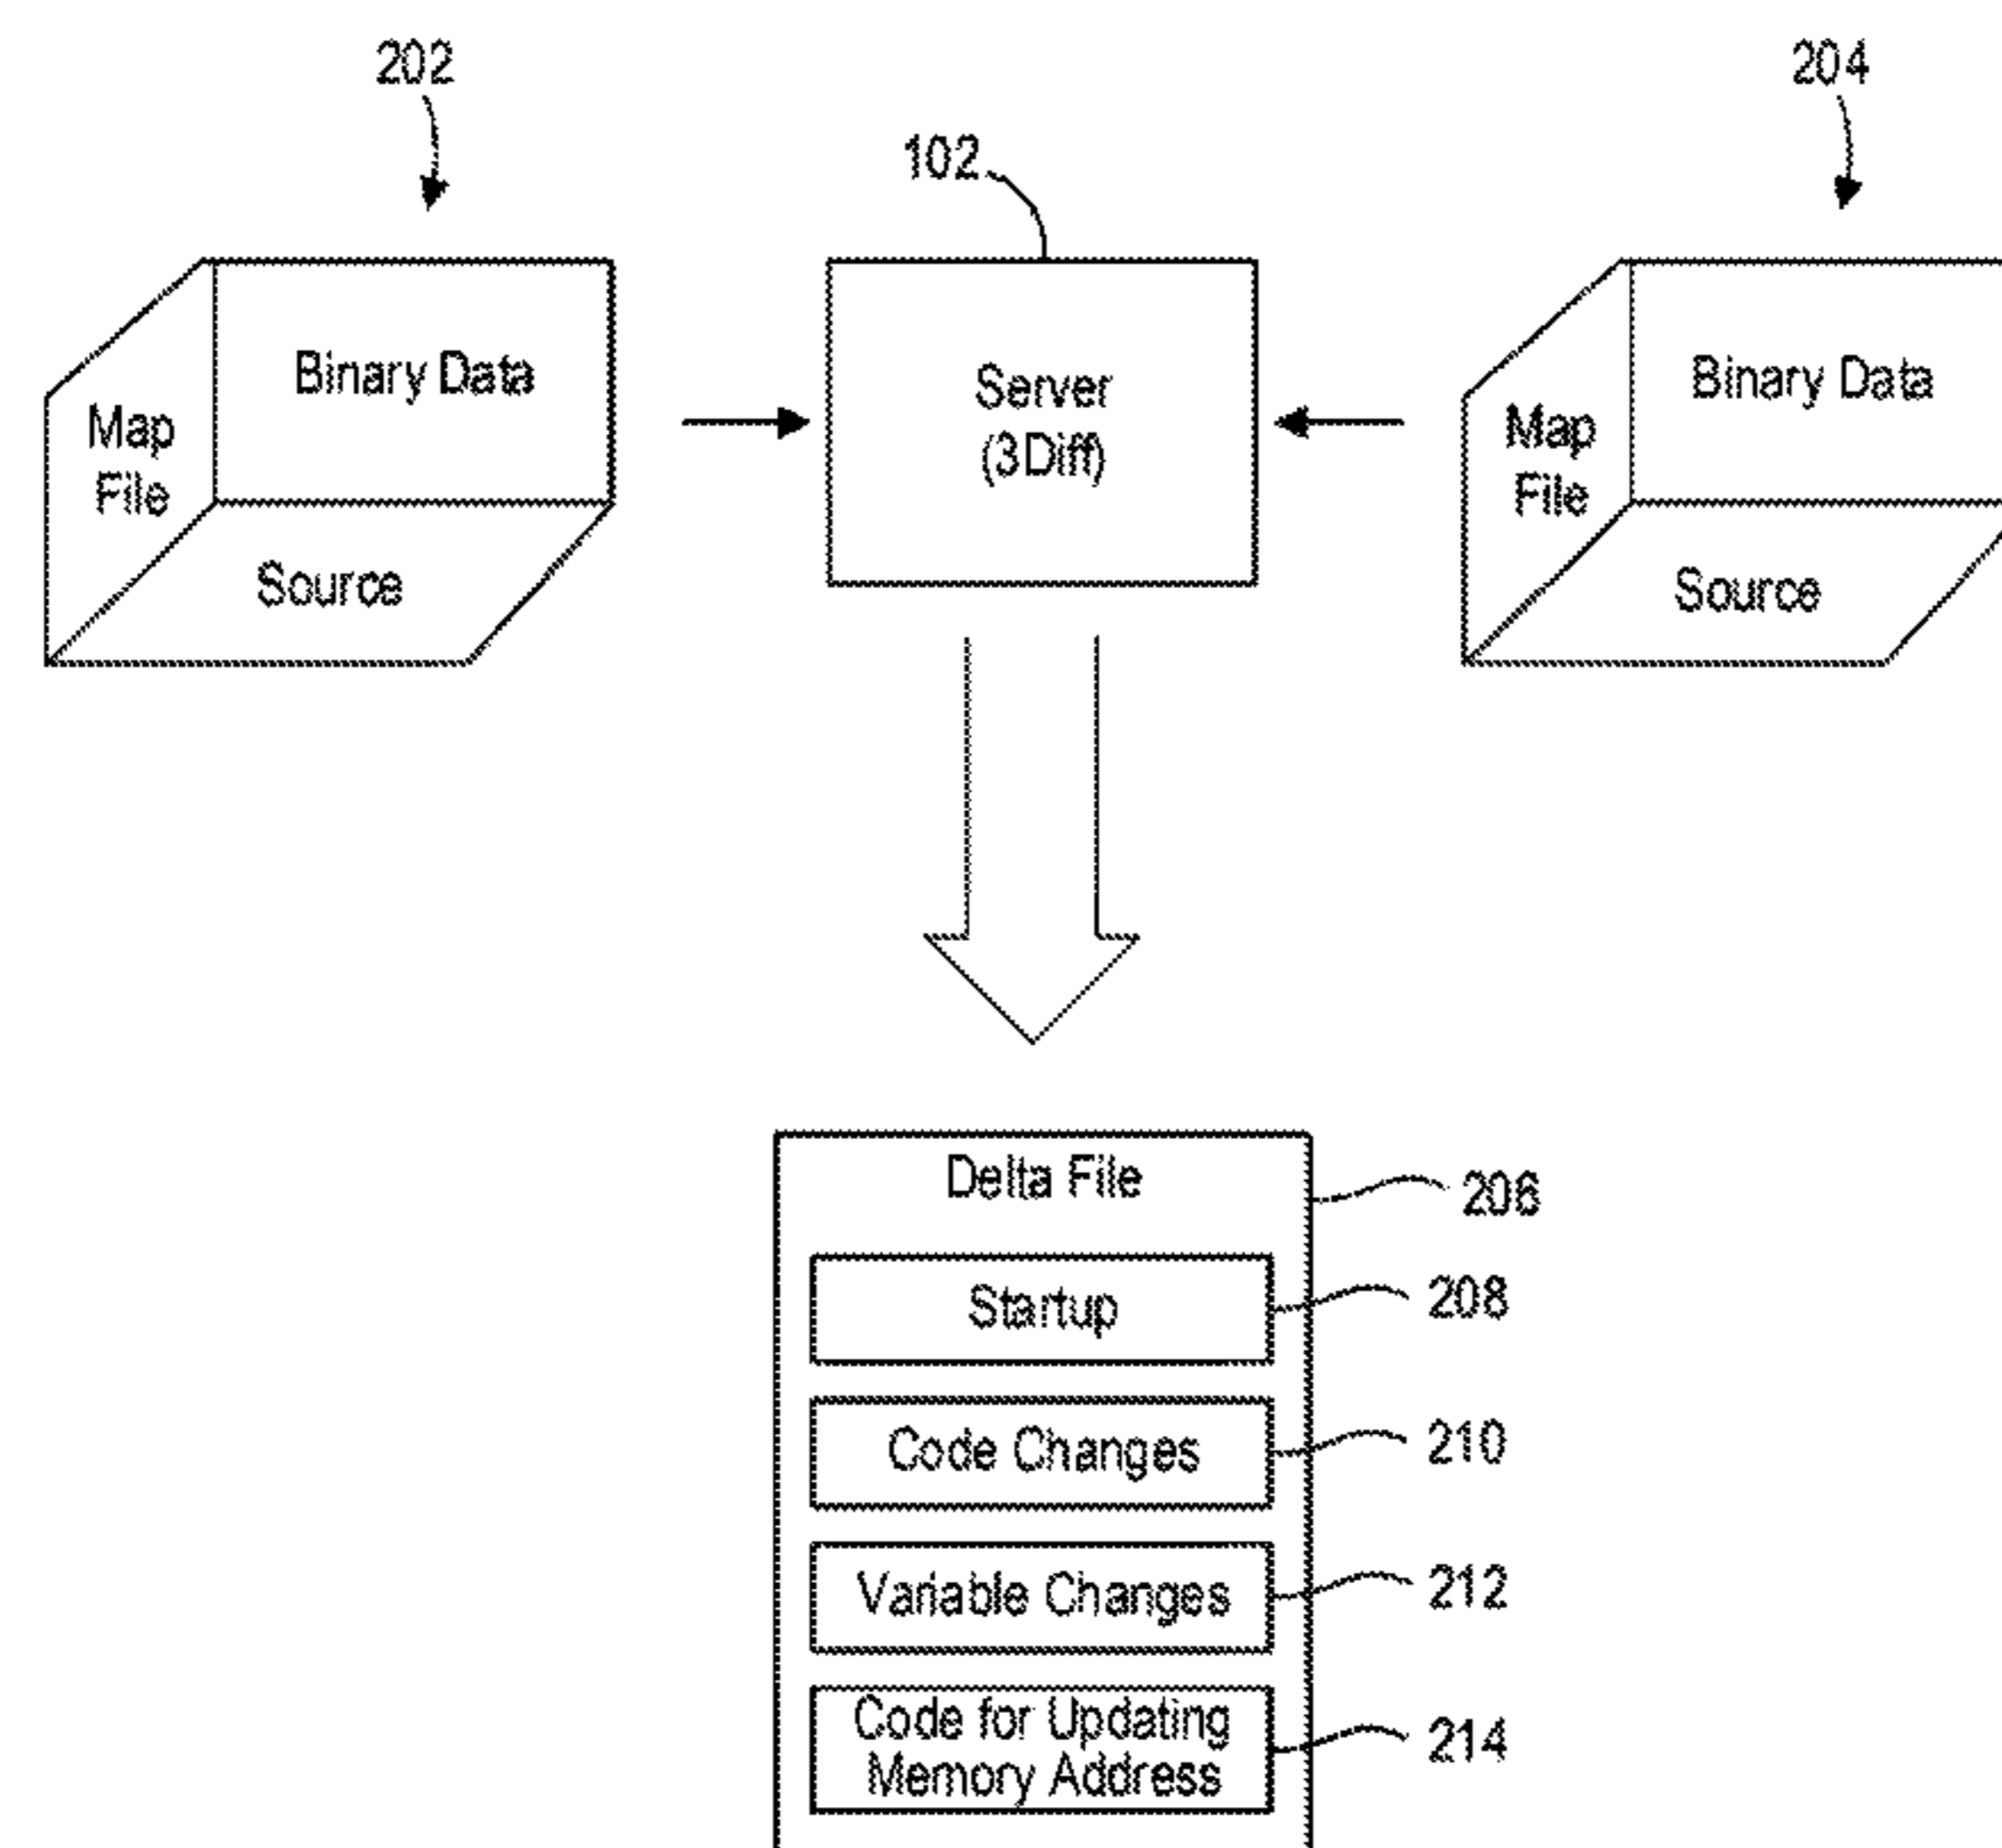 202
204
102
Binary Data
Map
File
Source
Server
(3Diff)
Binary Data
Map
File
Source
Delta File
206
Startup
208
Code Changes
210
Variable Changes
212
Code for Updating
Memory Address
214